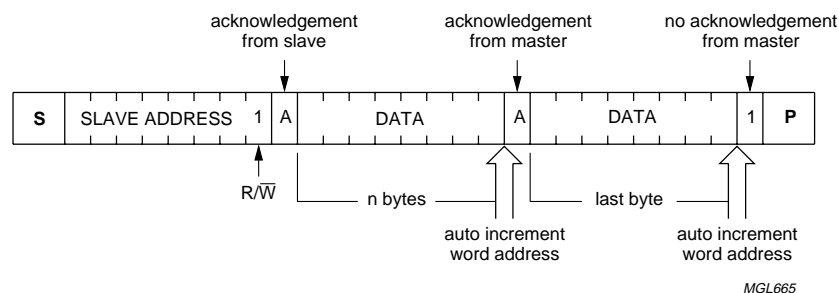 acknowledgement
from slave
acknowledgement
from master
no acknowledgement
from master
S SLAVE ADDRESS 1 A DATA A DATA 1 P
R/W̅
n bytes
last byte
auto increment
word address
auto increment
word address
MGL665